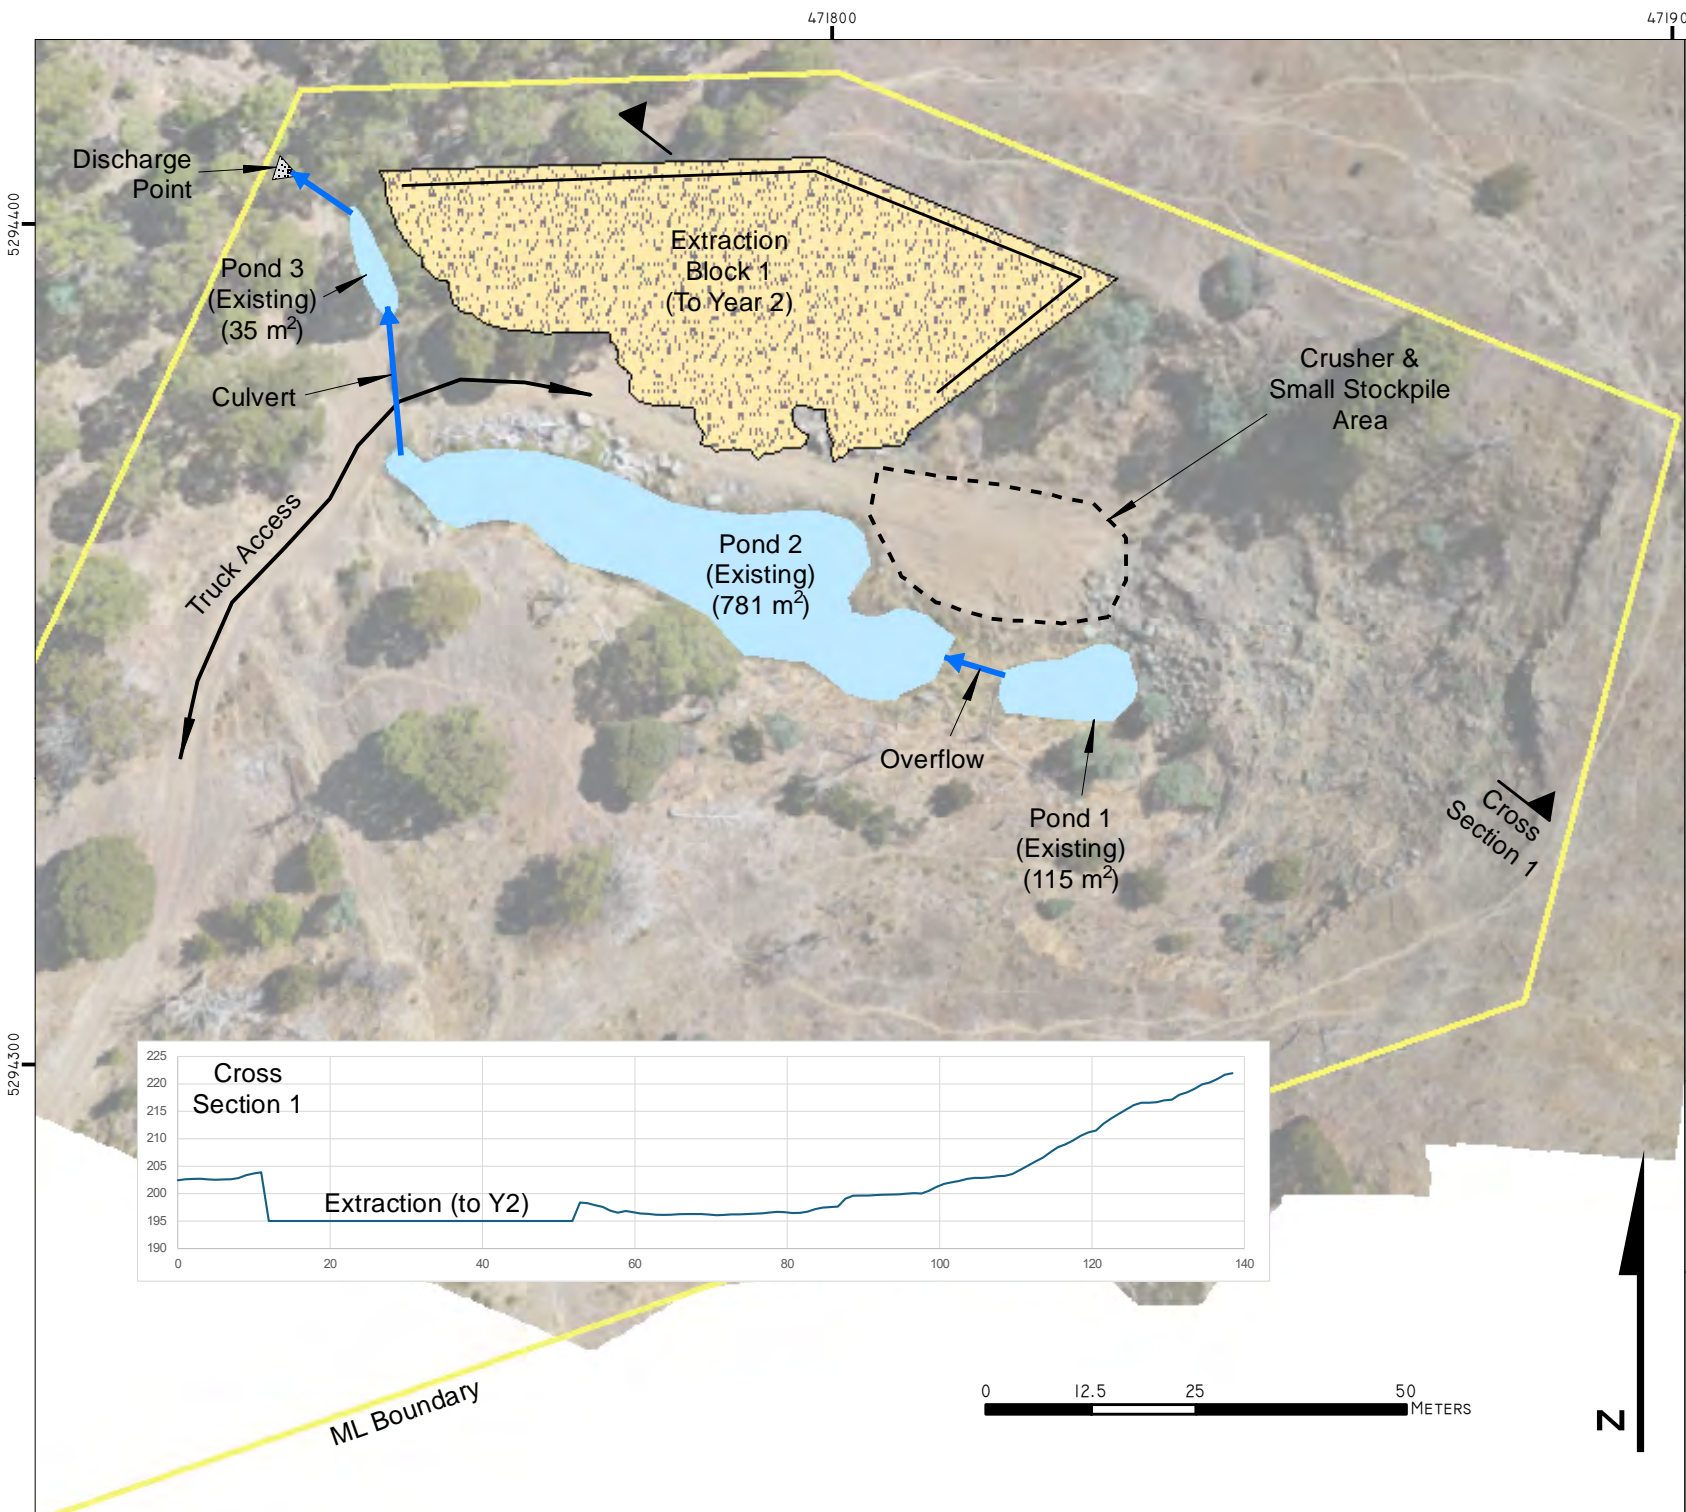 471800
47190
5294400
5294300
Discharge
Point
Pond 3
(Existing)
(35 m²)
Culvert
Truck Access
Extraction
Block 1
(To Year 2)
Crusher &
Small Stockpile
Area
Pond 2
(Existing)
(781 m²)
Overflow
Pond 1
(Existing)
(115 m²)
Cross
Section 1
Cross
Section 1
225
220
215
210
205
200
195
190
Extraction (to Y2)
0
20
40
60
80
100
120
140
ML Boundary
0
12.5
25
50
METERS
N